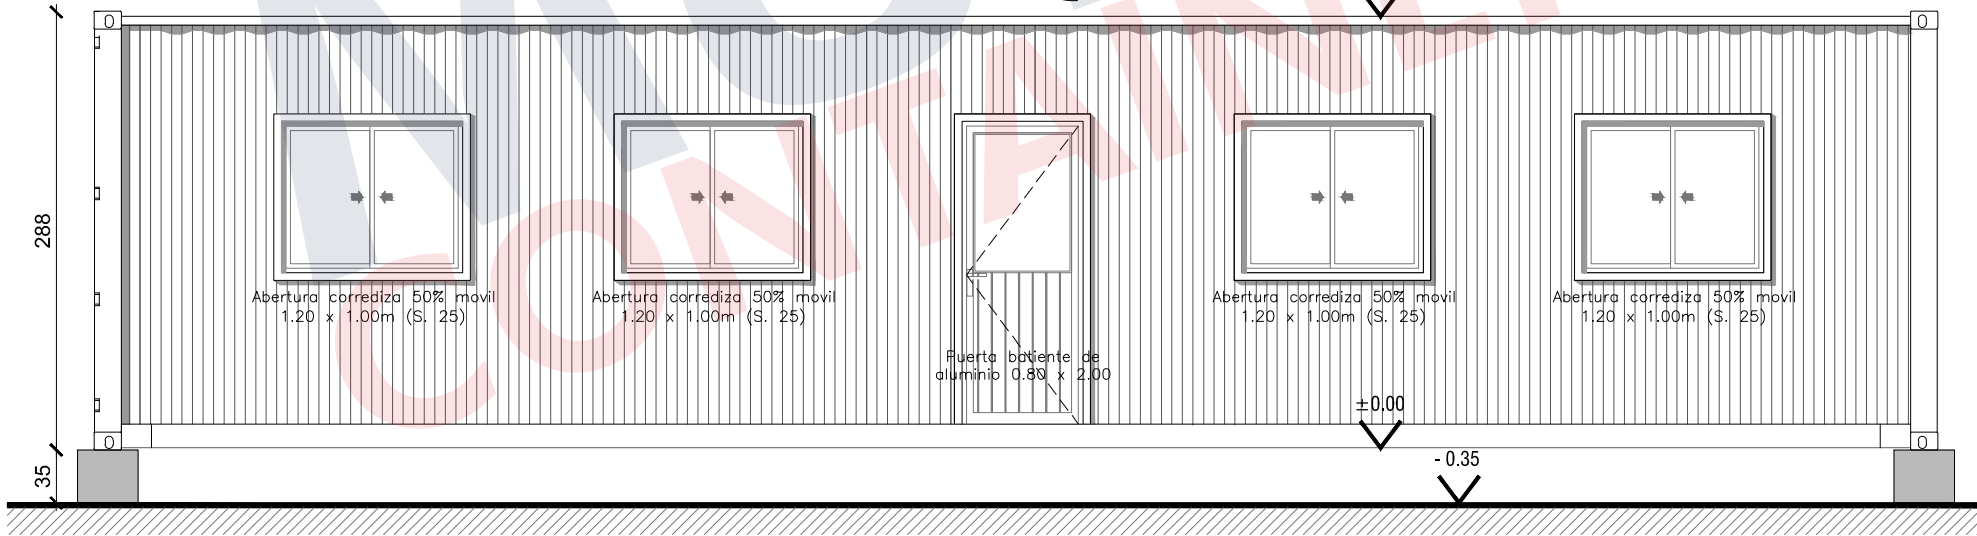 CONTAINE
288
Abertura corrediza 50% movil
1.20 x 1.00m (S. 25)
Abertura corrediza 50% movil
1.20 x 1.00m (S. 25)
Abertura corrediza 50% movil
1.20 x 1.00m (S. 25)
Abertura corrediza 50% movil
1.20 x 1.00m (S. 25)
Puerta batiente de
aluminio 0.80 x 2.00
±0.00
- 0.35
35